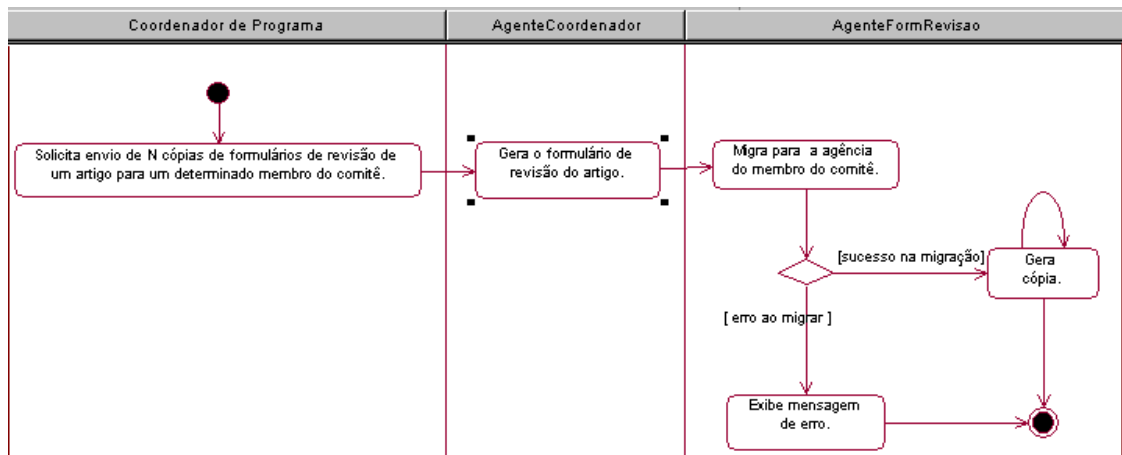 Coordenador de Programa
AgenteCoordenador
AgenteFormRevisao
Solicita envio de N cópias de formulários de revisão de
um artigo para um determinado membro do comitê.
Gera o formulário de
revisão do artigo.
Migra para a agência
do membro do comitê.
[sucesso na migração]
Gera
cópia.
[ erro ao migrar ]
Exibe mensagem
de erro.